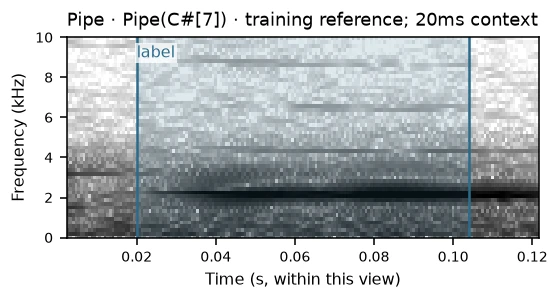 Pipe · Pipe(C#[7]) · training reference; 20ms context
label
Frequency (kHz)
10
8
6
4
2
0
0.02 0.04 0.06 0.08 0.10 0.12
Time (s, within this view)